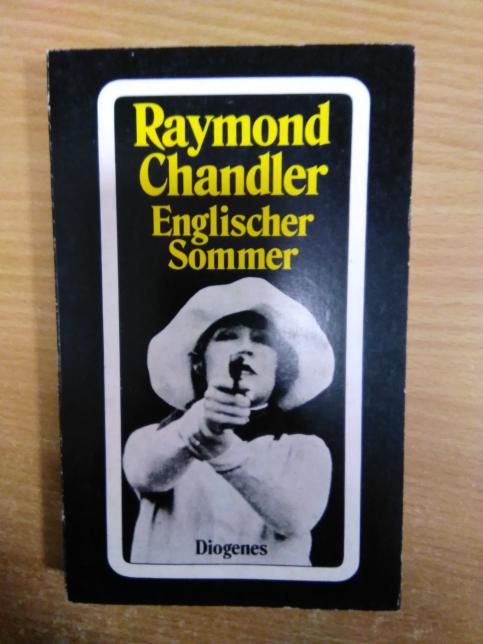 Raymond
Chandler
Englischer
Sommer
Diogenes